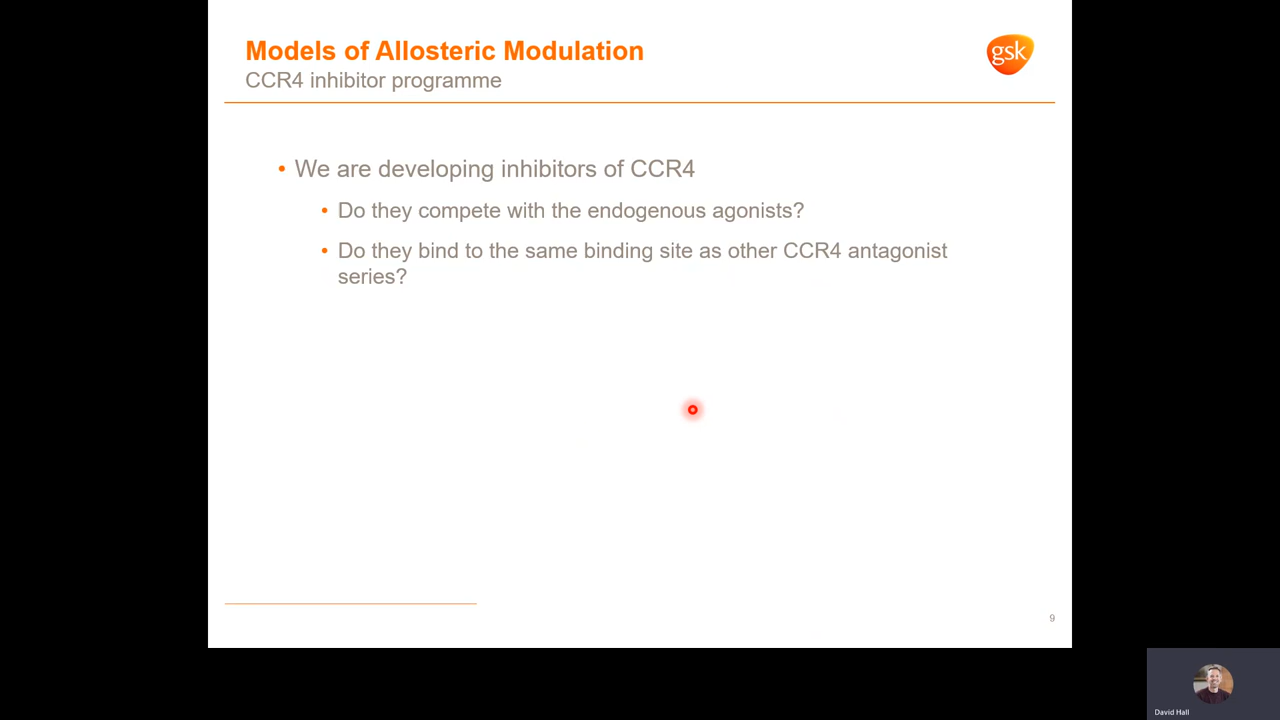 Models of Allosteric Modulation
CCR4 inhibitor programme
gsk
• We are developing inhibitors of CCR4
• Do they compete with the endogenous agonists?
• Do they bind to the same binding site as other CCR4 antagonist
series?
9
David Hall